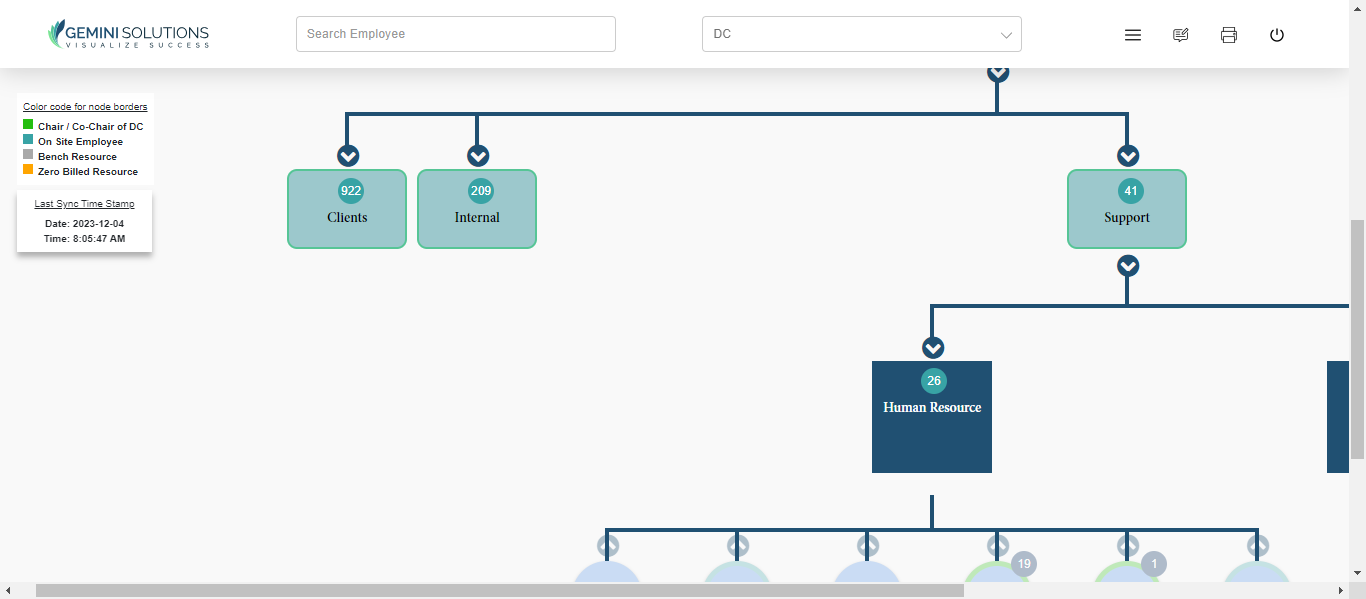 GEMINI SOLUTIONS
VISUALIZE SUCCESS
Search Employee
DC
Color code for node borders
Chair / Co-Chair of DC
On Site Employee
Bench Resource
Zero Billed Resource
Last Sync Time Stamp
Date: 2023-12-04
Time: 8:05:47 AM
922
Clients
209
Internal
41
Support
26
Human Resource
19
1